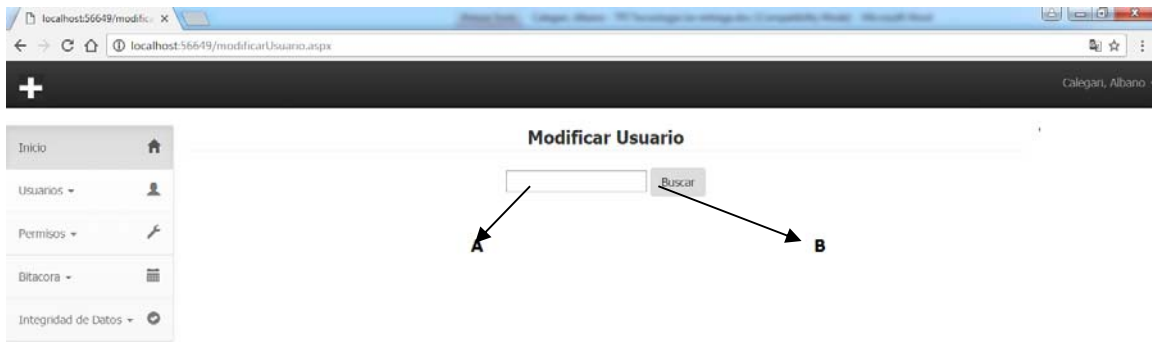 localhost:56649/modific
localhost:56649/modificarUsuario.aspx
Calegari, Albano
Modificar Usuario
Inicio
Buscar
Usuarios
Permisos
A
B
Bitacora
Integridad de Datos